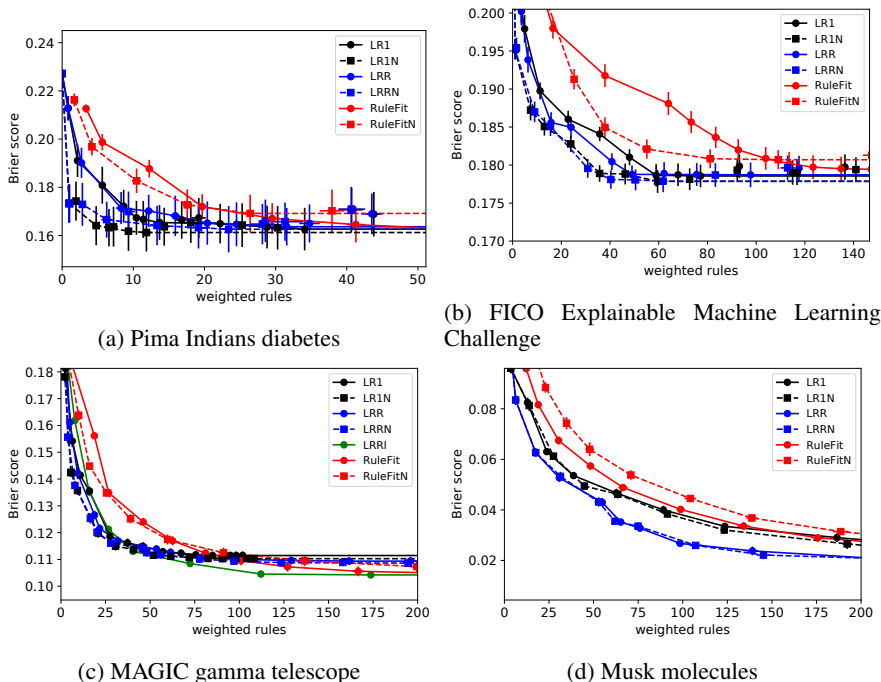 0.24
0.22
0.20
0.18
0.16
Brier score
0 10 20 30 40 50
weighted rules
LR1
LR1N
LRR
LRRN
RuleFit
RuleFitN
(a) Pima Indians diabetes
0.200
0.195
0.190
0.185
0.180
0.175
0.170
Brier score
0 20 40 60 80 100 120 140
weighted rules
LR1
LR1N
LRR
LRRN
RuleFit
RuleFitN
(b) FICO Explainable Machine Learning
Challenge
0.18
0.17
0.16
0.15
0.14
0.13
0.12
0.11
0.10
Brier score
0 25 50 75 100 125 150 175 200
weighted rules
LR1
LR1N
LRR
LRRN
LRRI
RuleFit
RuleFitN
(c) MAGIC gamma telescope
0.08
0.06
0.04
0.02
Brier score
0 25 50 75 100 125 150 175 200
weighted rules
LR1
LR1N
LRR
LRRN
RuleFit
RuleFitN
(d) Musk molecules